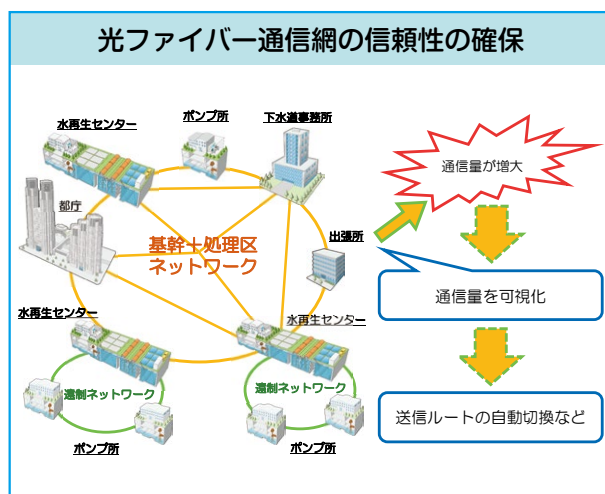 光ファイバー通信網の信頼性の確保
ポンプ所
下水道事務所
水再生センター
通信量が増大
都庁
出張所
基幹＋処理区
ネットワーク
通信量を可視化
水再生センター
水再生センター
遠制ネットワーク
遠制ネットワーク
送信ルートの自動切換など
ポンプ所
ポンプ所